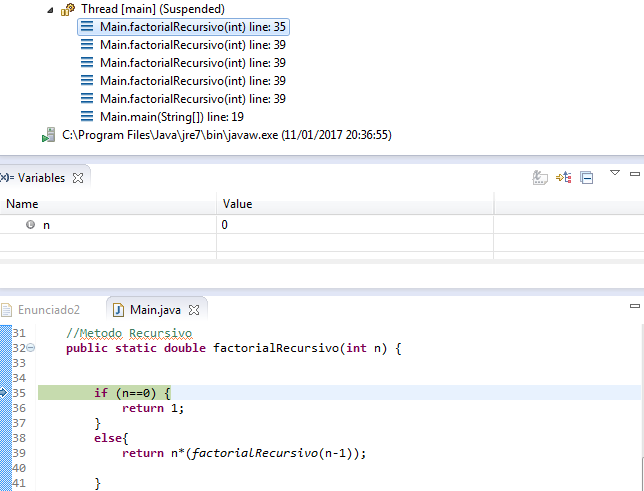 Thread [main] (Suspended)
Main.factorialRecursivo(int) line: 35
Main.factorialRecursivo(int) line: 39
Main.factorialRecursivo(int) line: 39
Main.factorialRecursivo(int) line: 39
Main.factorialRecursivo(int) line: 39
Main.main(String[]) line: 19
C:\Program Files\Java\jre7\bin\javaw.exe (11/01/2017 20:36:55)
(x)= Variables
Name Value
n 0
Enunciado2 Main.java
31 //Metodo Recursivo
32 public static double factorialRecursivo(int n) {
33
34
35 if (n==0) {
36 return 1;
37 }
38 else{
39 return n*(factorialRecursivo(n-1));
40
41 }